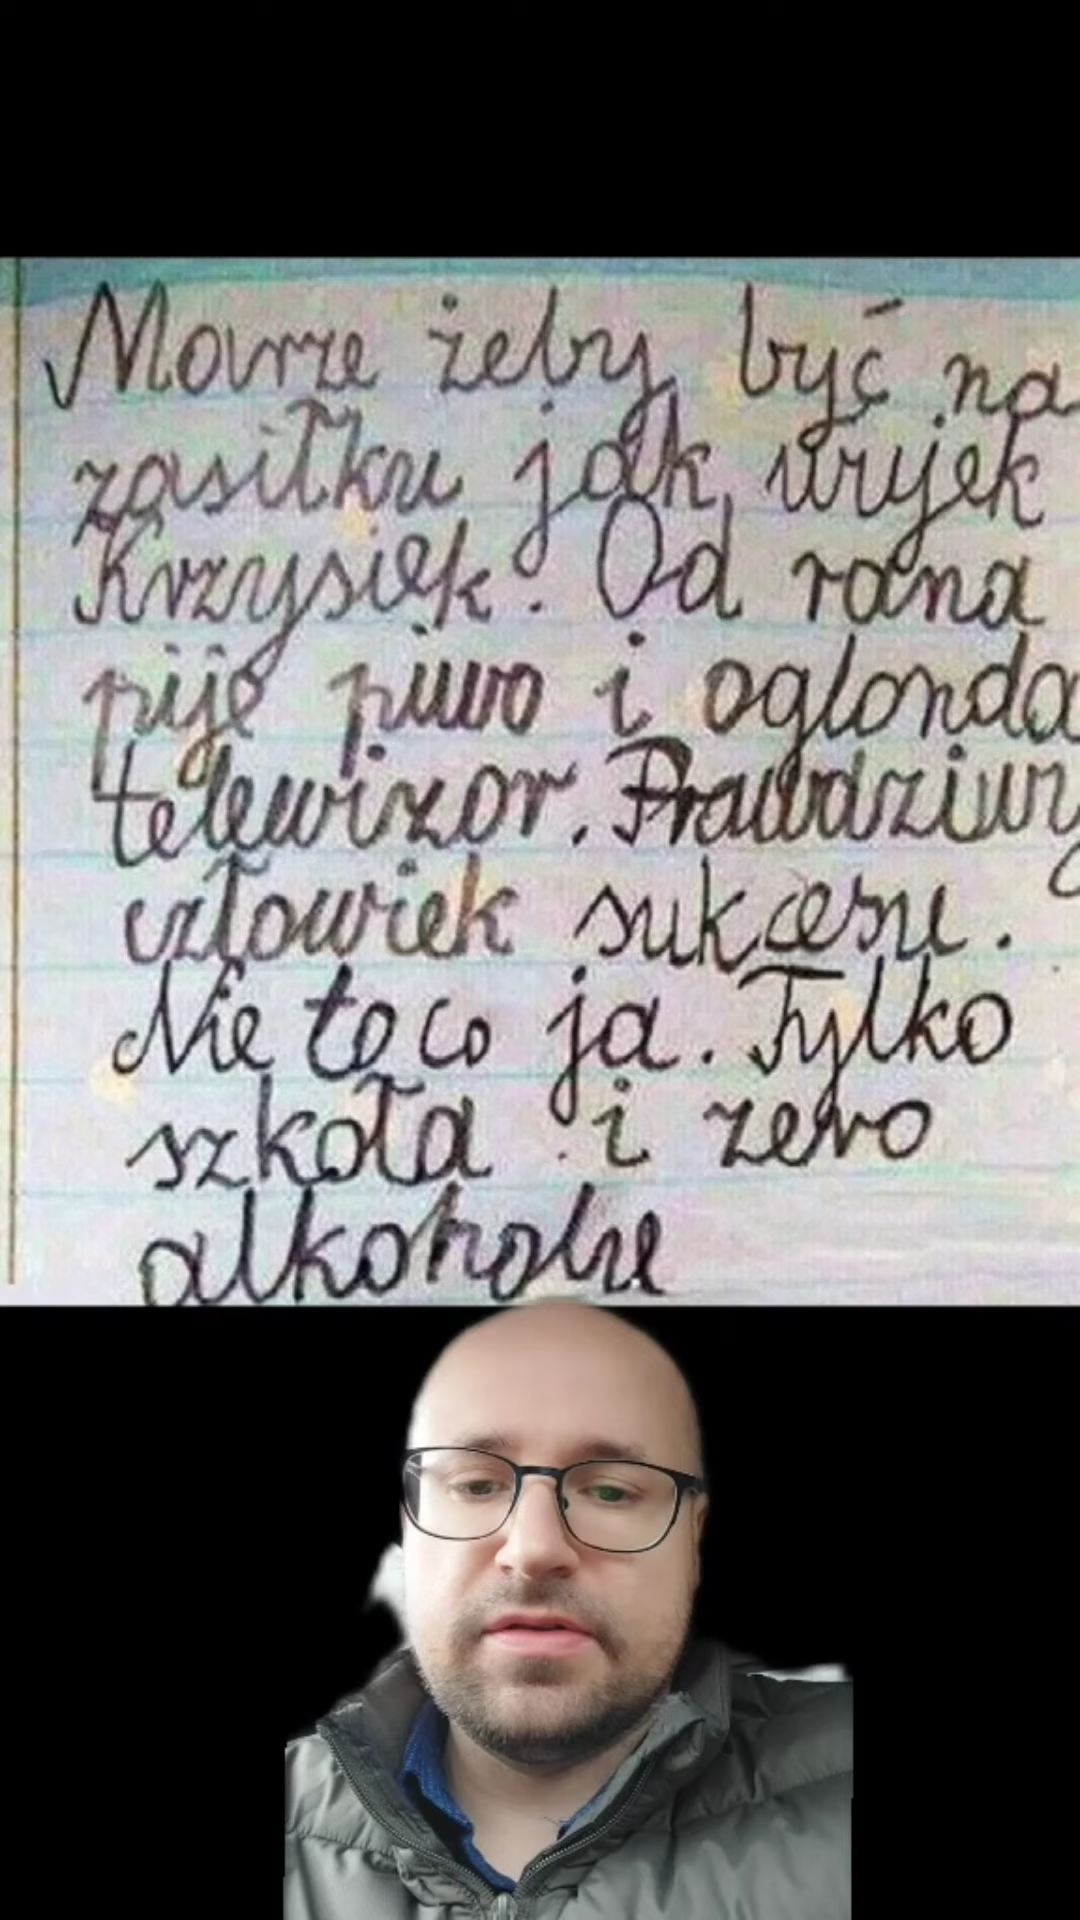 Marze żeby być na
zasiłku jak wujek
Krzysiek. Od rana
pije piwo i oglonda
telewizor. Prawdziwy
człowiek sukcesu.
Nie to co ja. Tylko
szkoła i zero
alkoholu